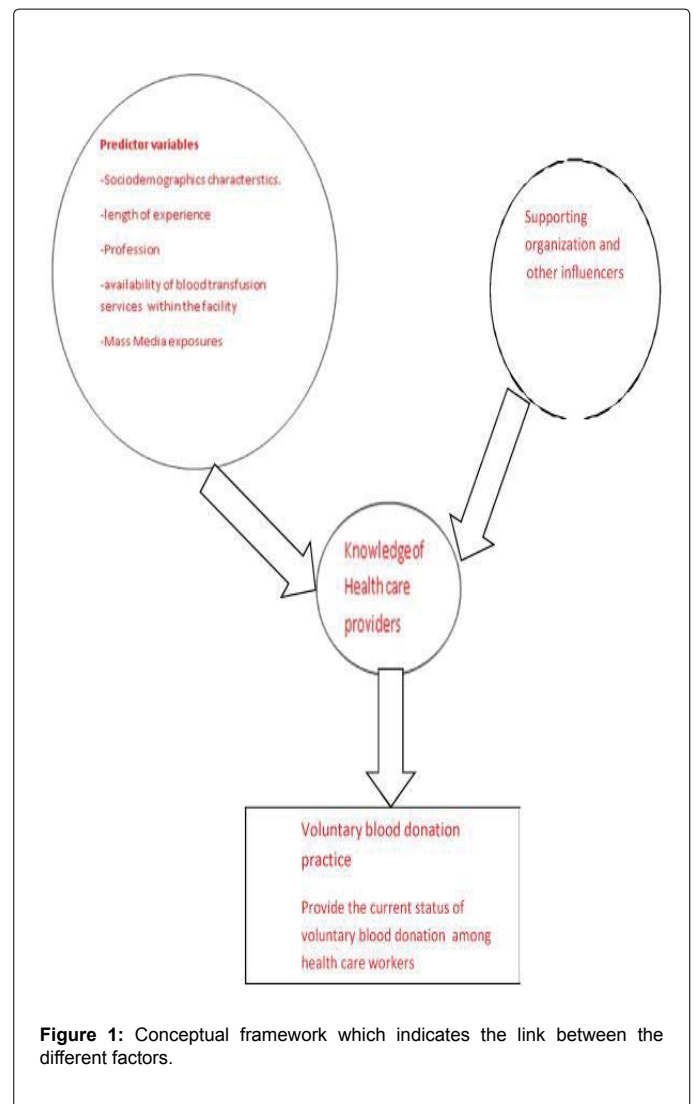 Predictor variables
-Sociodemographics characterstics.
-length of experience
-Profession
-availability of blood transfusion
services within the facility
-Mass Media exposures
Supporting
organization and
other influencers
Knowledge of
Health care
providers
Voluntary blood donation
practice
Provide the current status of
voluntary blood donation among
health care workers
Figure 1: Conceptual framework which indicates the link between the
different factors.